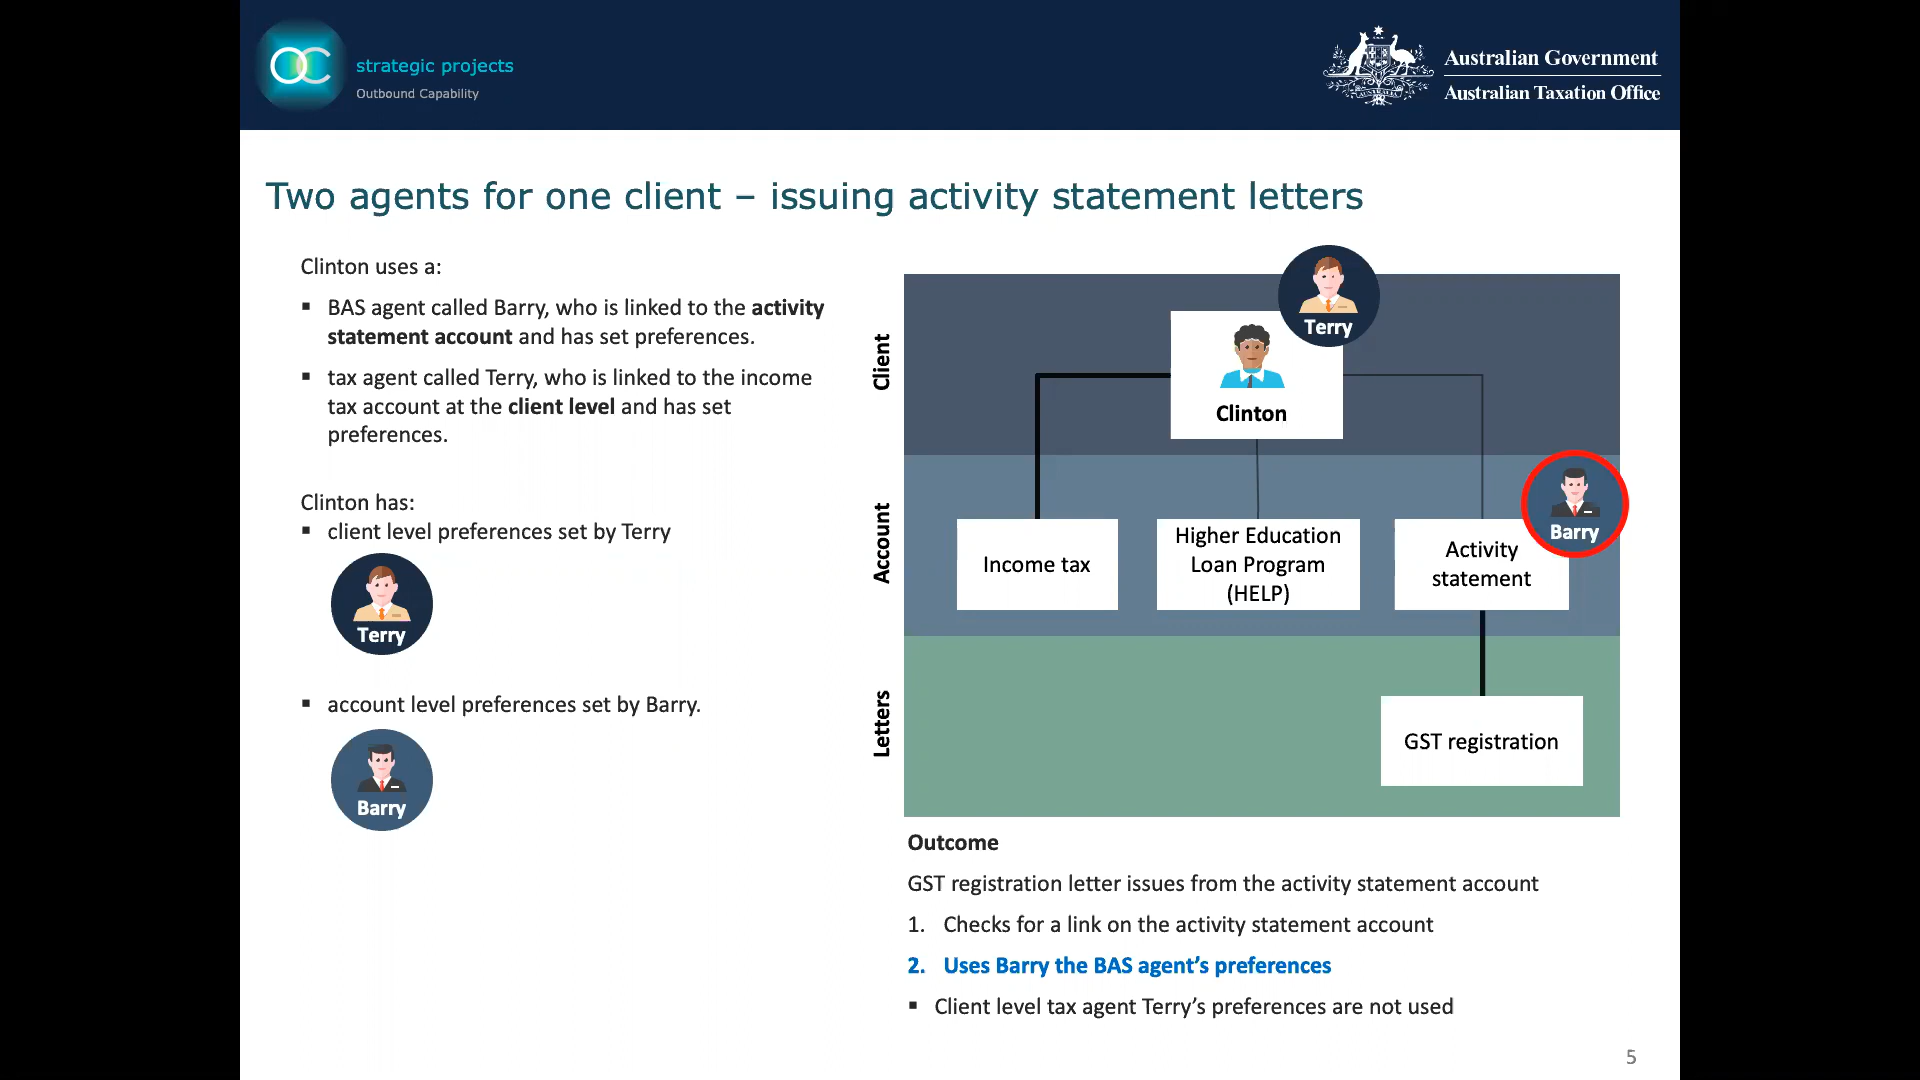 strategic projects
Outbound Capability
Australian Government
Australian Taxation Office
Two agents for one client – issuing activity statement letters
Clinton uses a:
▪ BAS agent called Barry, who is linked to the activity
statement account and has set preferences.
▪ tax agent called Terry, who is linked to the income
tax account at the client level and has set
preferences.
Clinton has:
▪ client level preferences set by Terry
Terry
▪ account level preferences set by Barry.
Barry
Client
Terry
Clinton
Account
Income tax
Higher Education
Loan Program
(HELP)
Activity
statement
Barry
Letters
GST registration
Outcome
GST registration letter issues from the activity statement account
1. Checks for a link on the activity statement account
2. Uses Barry the BAS agent’s preferences
▪ Client level tax agent Terry’s preferences are not used
5